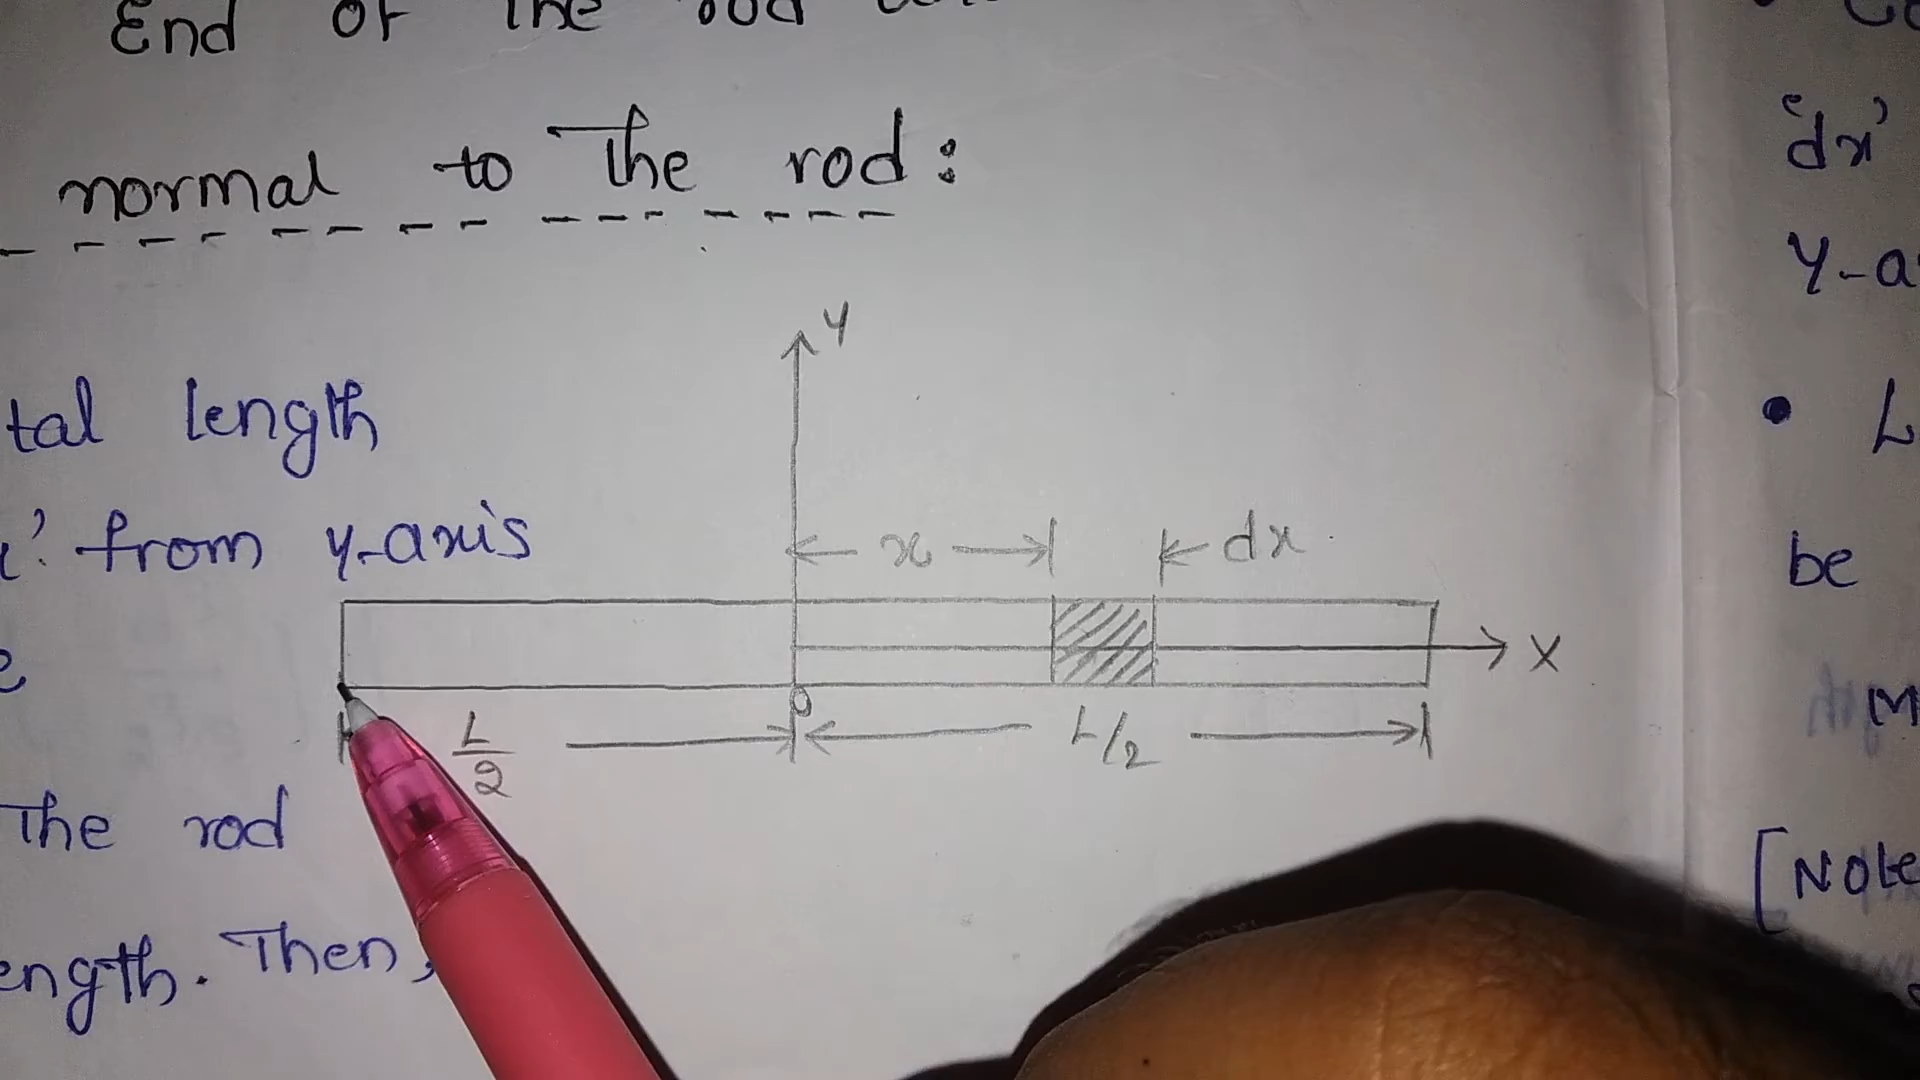 End of the rod
normal to The rod:
tal length
x' from y-axis
The rod
ength. Then,
Y
x
dx
X
O
L/2
L/2
'dx'
Y-a
• L
be
M
[Note